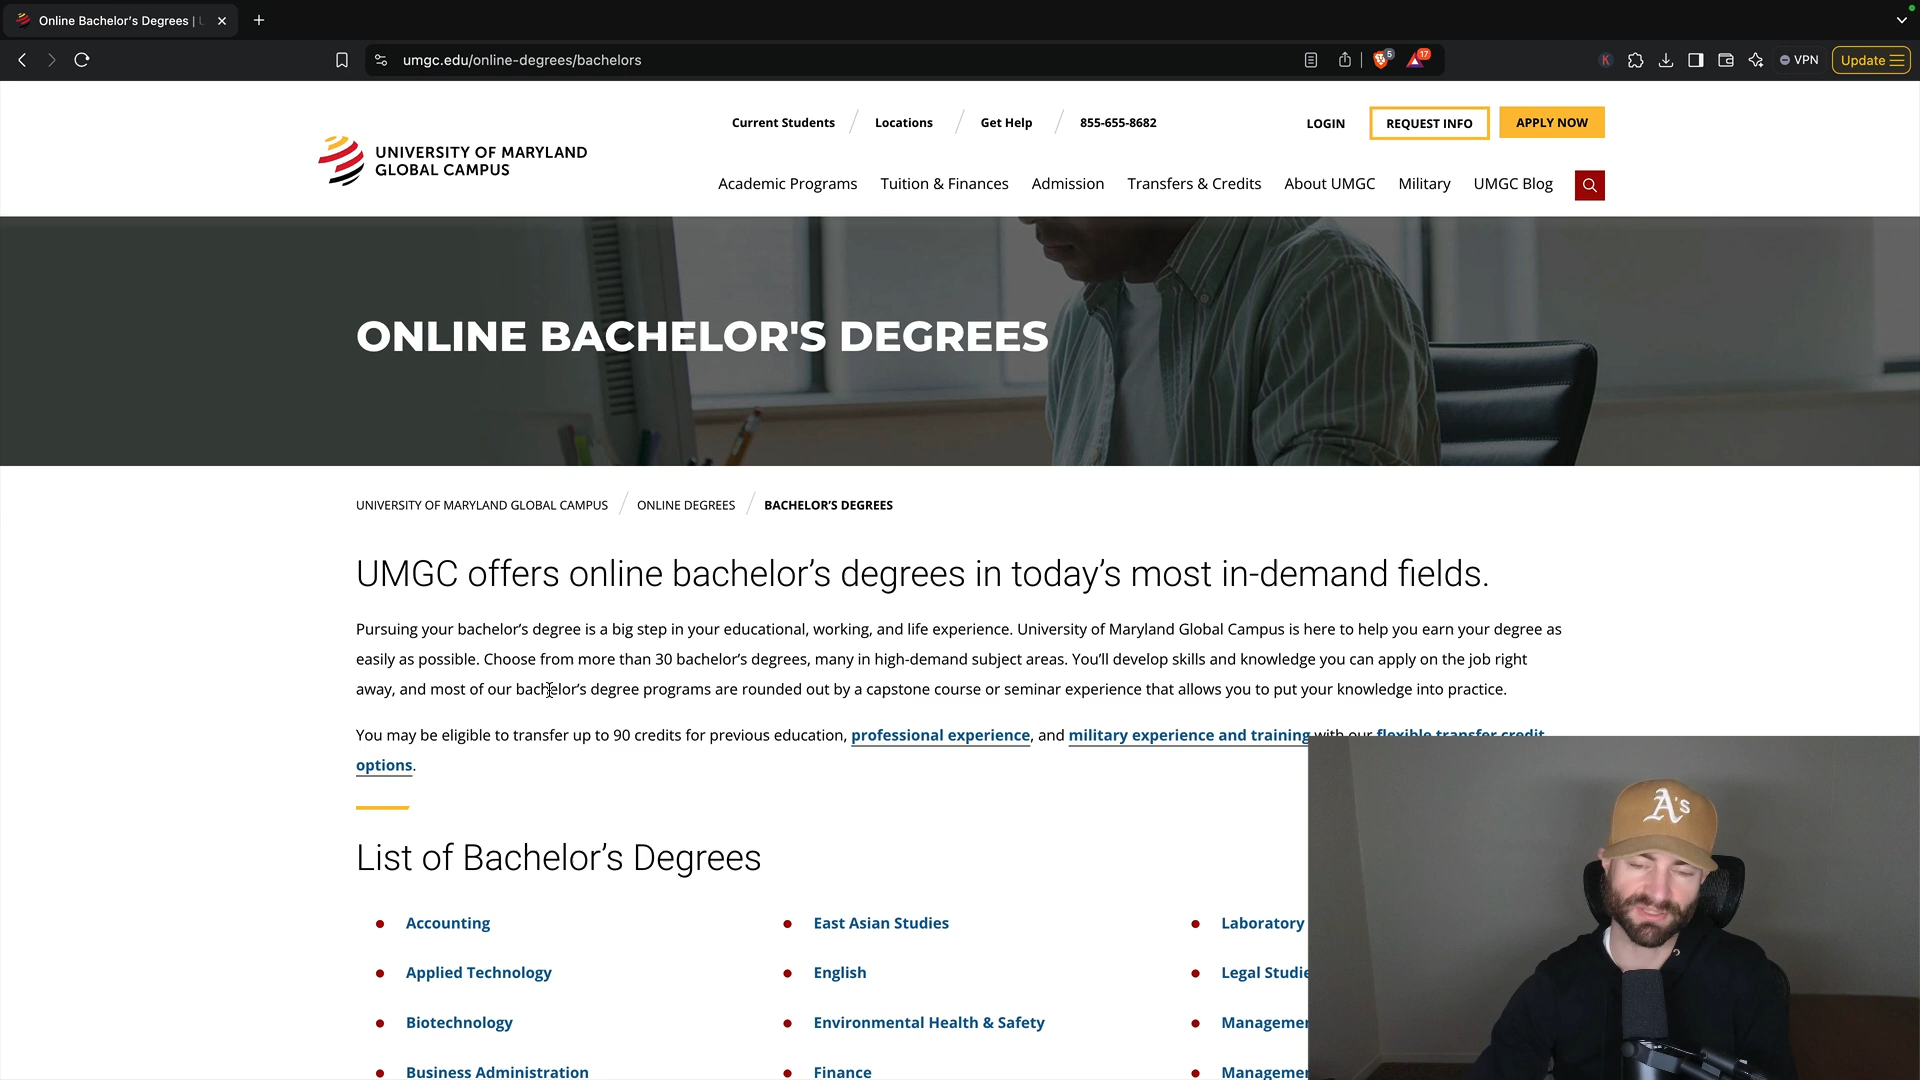 Online Bachelor's Degrees |
umgc.edu/online-degrees/bachelors
5
17
K
VPN
Update
Current Students
Locations
Get Help
855-655-8682
LOGIN
REQUEST INFO
APPLY NOW
UNIVERSITY OF MARYLAND
GLOBAL CAMPUS
Academic Programs
Tuition & Finances
Admission
Transfers & Credits
About UMGC
Military
UMGC Blog
ONLINE BACHELOR'S DEGREES
UNIVERSITY OF MARYLAND GLOBAL CAMPUS
ONLINE DEGREES
BACHELOR'S DEGREES
UMGC offers online bachelor's degrees in today's most in-demand fields.
Pursuing your bachelor's degree is a big step in your educational, working, and life experience. University of Maryland Global Campus is here to help you earn your degree as
easily as possible. Choose from more than 30 bachelor's degrees, many in high-demand subject areas. You'll develop skills and knowledge you can apply on the job right
away, and most of our bachelor's degree programs are rounded out by a capstone course or seminar experience that allows you to put your knowledge into practice.
You may be eligible to transfer up to 90 credits for previous education, professional experience, and military experience and training with our flexible transfer credit
options.
List of Bachelor's Degrees
Accounting
Applied Technology
Biotechnology
Business Administration
East Asian Studies
English
Environmental Health & Safety
Finance
Laboratory
Legal
A's